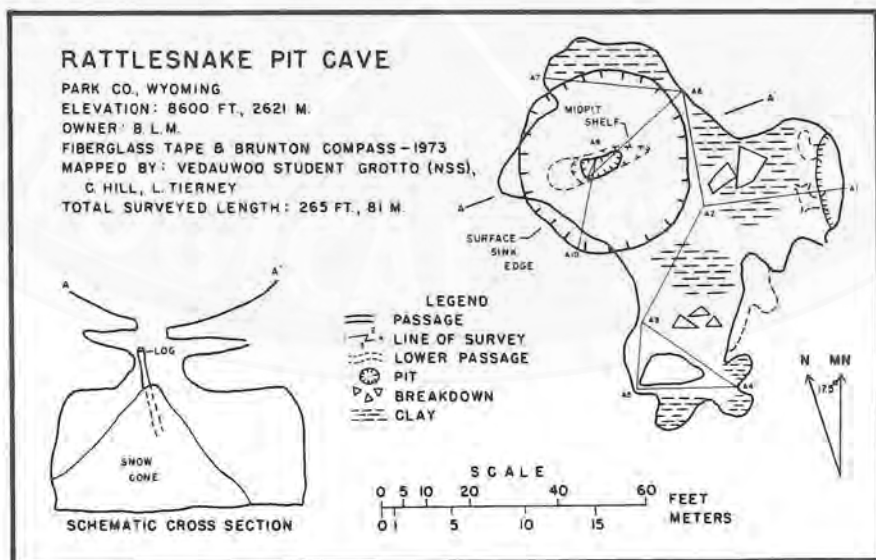 RATTLESNAKE PIT CAVE
PARK CO., WYOMING
ELEVATION: 8600 FT., 2621 M.
OWNER: B.L.M.
FIBERGLASS TAPE & BRUNTON COMPASS–1973
MAPPED BY: VEDAUWOO STUDENT GROTTO (NSS),
C. HILL, L. TIERNEY
TOTAL SURVEYED LENGTH: 265 FT., 81 M.
A7
A6
MIDPIT
SHELF
A8
A'
A1
A2
A
A10
SURFACE
SINK
EDGE
A3
A4
A5
A
A'
LOG
SNOW
CONE
SCHEMATIC CROSS SECTION
LEGEND
PASSAGE
LINE OF SURVEY
LOWER PASSAGE
PIT
BREAKDOWN
CLAY
N MN
17.5°
SCALE
0 5 10 20 40 60 FEET
0 1 5 10 15 METERS